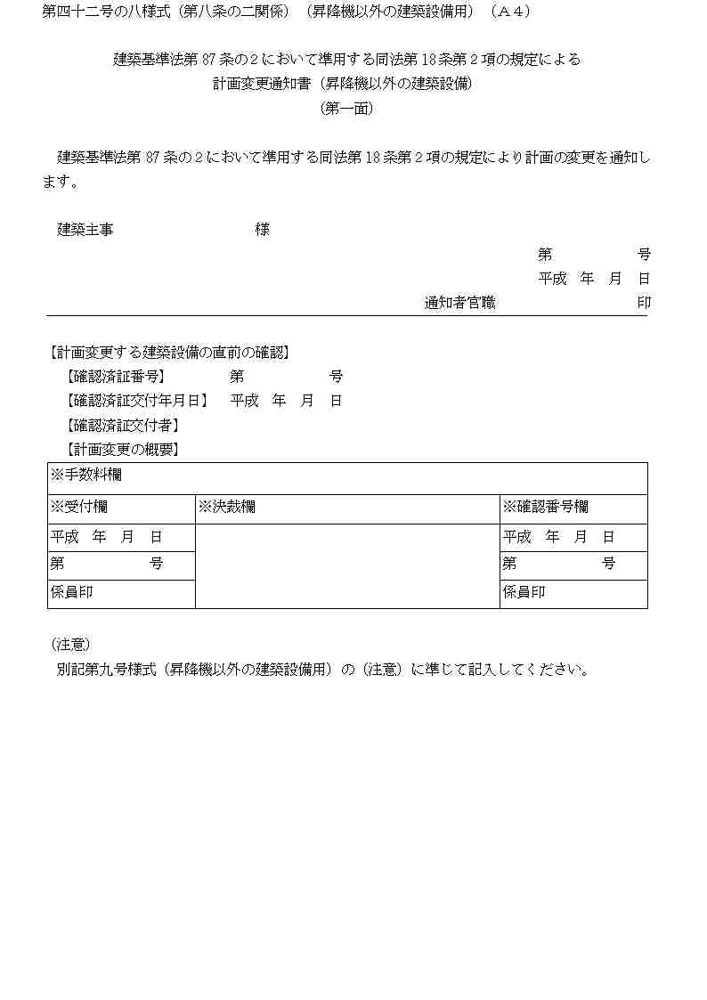 第四十二号の八様式（第八条の二関係）（昇降機以外の建築設備用）（Ａ４）
建築基準法第 87 条の２において準用する同法第 18 条第２項の規定による
計画変更通知書（昇降機以外の建築設備）
（第一面）
建築基準法第 87 条の２において準用する同法第 18 条第２項の規定により計画の変更を通知し
ます。
建築主事　　　　　　　　　　様
第　　　　　　号
平成　年　月　日
通知者官職　　　　　　　　　　印
【計画変更する建築設備の直前の確認】
【確認済証番号】　　　　　第　　　　　　号
【確認済証交付年月日】　平成　年　月　日
【確認済証交付者】
【計画変更の概要】
※手数料欄
※受付欄　　※決裁欄　　※確認番号欄
平成　年　月　日　　平成　年　月　日
第　　　　　　号　　第　　　　　　号
係員印　　係員印
（注意）
別記第九号様式（昇降機以外の建築設備用）の（注意）に準じて記入してください。